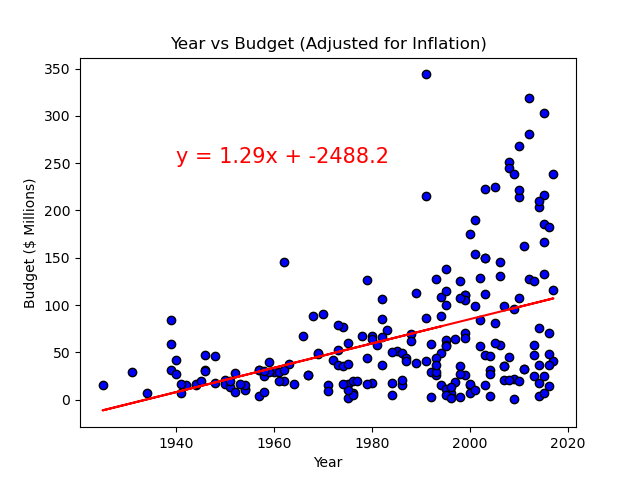 Year vs Budget (Adjusted for Inflation)
350
300
250
200
150
100
50
0
y = 1.29x + -2488.2
Budget ($ Millions)
1940 1960 1980 2000 2020
Year